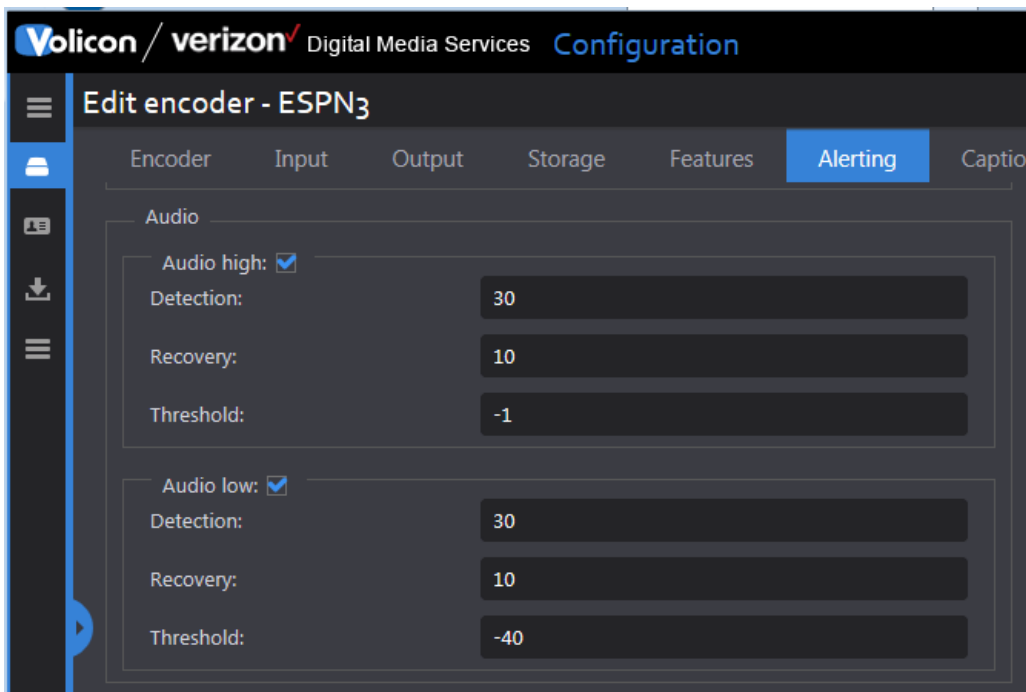 Volicon / verizon✓ Digital Media Services Configuration
Edit encoder - ESPN3
Encoder Input Output Storage Features Alerting Captio
Audio
Audio high:
Detection: 30
Recovery: 10
Threshold: -1
Audio low:
Detection: 30
Recovery: 10
Threshold: -40